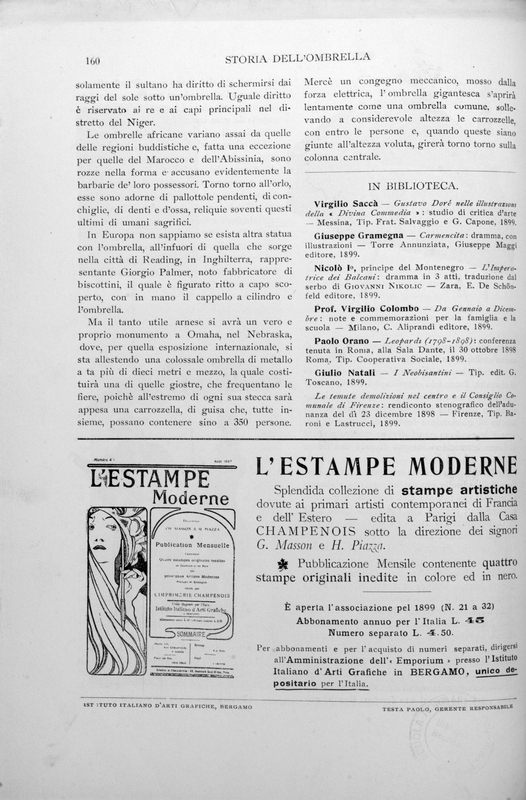 160
STORIA DELL'OMBRELLA
solamente il sultano ha diritto di schermirsi dai
raggi del sole sotto un'ombrella. Uguale diritto
è riservato ai re e ai capi principali nel di-
stretto del Niger.
Le ombrelle africane variano assai da quelle
delle regioni buddistiche e, fatta una eccezione
per quelle del Marocco e dell'Abissinia, sono
rozze nella forma e accusano evidentemente la
barbarie de' loro possessori. Torno torno all'orlo,
esse sono adorne di pallottole pendenti, di con-
chiglie, di denti e d'ossa, reliquie soventi questi
ultimi di umani sagrifici.
In Europa non sappiamo se esista altra statua
con l'ombrella, all'infuori di quella che sorge
nella città di Reading, in Inghilterra, rappre-
sentante Giorgio Palmer, noto fabbricatore di
biscottini, il quale è figurato ritto a capo sco-
perto, con in mano il cappello a cilindro e
l'ombrella.
Ma il tanto utile arnese si avrà un vero e
proprio monumento a Omaha, nel Nebraska,
dove, per quella esposizione internazionale, si
sta allestendo una colossale ombrella di metallo
a ta più di dieci metri e mezzo, la quale costi-
tuirà una di quelle giostre, che frequentano le
fiere, poichè all'estremo di ogni sua stecca sarà
appesa una carrozzella, di guisa che, tutte in-
sieme, possano contenere sino a 350 persone.
Mercè un congegno meccanico, mosso dalla
forza elettrica, l'ombrella gigantesca s'aprirà
lentamente come una ombrella comune, solle-
vando a considerevole altezza le carrozzelle,
con entro le persone e, quando queste siano
giunte all'altezza voluta, girerà torno torno sulla
colonna centrale.
IN BIBLIOTECA.
Virgilio Saccà — Gustavo Doré nelle illustrazioni
della « Divina Commedia » : studio di critica d'arte
— Messina, Tip. Frat. Salvaggio e G. Capone, 1899.
Giuseppe Gramegna — Carmencita: dramma, con
illustrazioni — Torre Annunziata, Giuseppe Maggi
editore, 1899.
Nicolò Iº, principe del Montenegro — L'Impera-
trice dei Balcani: dramma in 3 atti, traduzione dal
serbo di GIOVANNI NIKOLIC — Zara, E. De Schön-
feld editore, 1899.
Prof. Virgilio Colombo — Da Gennaio a Dicem-
bre: note e commemorazioni per la famiglia e la
scuola — Milano, C. Aliprandi editore, 1899.
Paolo Orano — Leopardi (1798-1898): conferenza
tenuta in Roma, alla Sala Dante, il 30 ottobre 1898
Roma, Tip. Cooperativa Sociale, 1899.
Giulio Natali — I Neobisantini — Tip. edit. G.
Toscano, 1899.
Le temute demolizioni nel centro e il Consiglio Co-
munale di Firenze: rendiconto stenografico dell'adu-
nanza del dì 23 dicembre 1898 — Firenze, Tip. Ba-
roni e Lastrucci, 1899.
L'ESTAMPE
Moderne
Publication Mensuelle
L'IMPRIMERIE CHAMPENOIS
Istituto Italiano d'Arti Grafiche
SOMMAIRE
L'ESTAMPE MODERNE
Splendida collezione di stampe artistiche
dovute ai primari artisti contemporanei di Francia
e dell'Estero — edita a Parigi dalla Casa
CHAMPENOIS sotto la direzione dei signori
G. Masson e H. Piazza.
✱ Pubblicazione Mensile contenente quattro
stampe originali inedite in colore ed in nero.
È aperta l'associazione pel 1899 (N. 21 a 32)
Abbonamento annuo per l'Italia L. 45
Numero separato L. 4.50.
Per abbonamenti e per l'acquisto di numeri separati, dirigersi
all'Amministrazione dell'« Emporium » presso l'Istituto
Italiano d'Arti Grafiche in BERGAMO, unico de-
positario per l'Italia.
IST TUTO ITALIANO D'ARTI GRAFICHE, BERGAMO
TESTA PAOLO, GERENTE RESPONSABILE